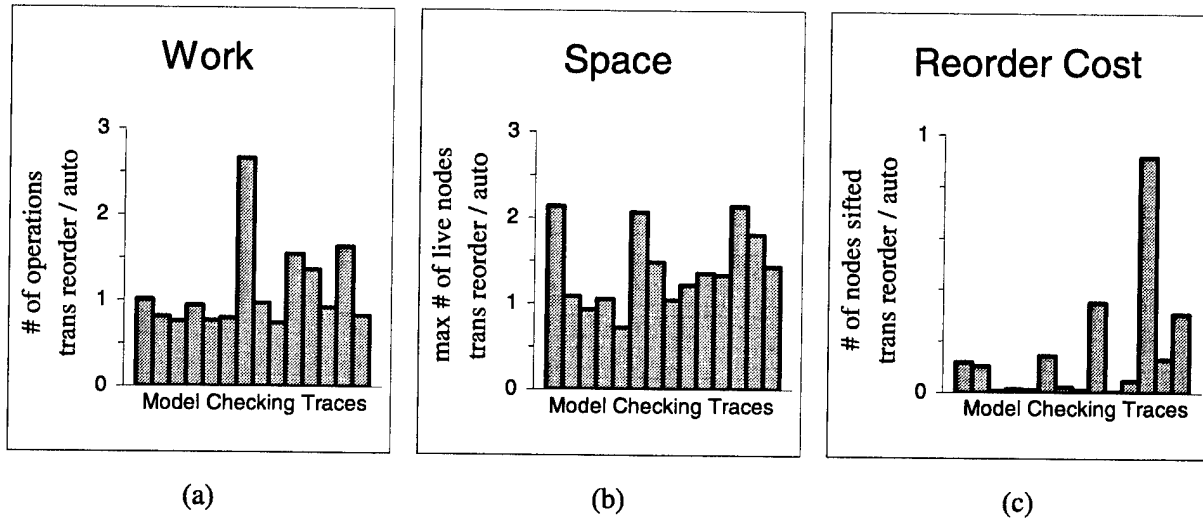 Work
# of operations
trans reorder / auto
3
2
1
0
Model Checking Traces
(a)
Space
max # of live nodes
trans reorder / auto
3
2
1
0
Model Checking Traces
(b)
Reorder Cost
# of nodes sifted
trans reorder / auto
1
0
Model Checking Traces
(c)